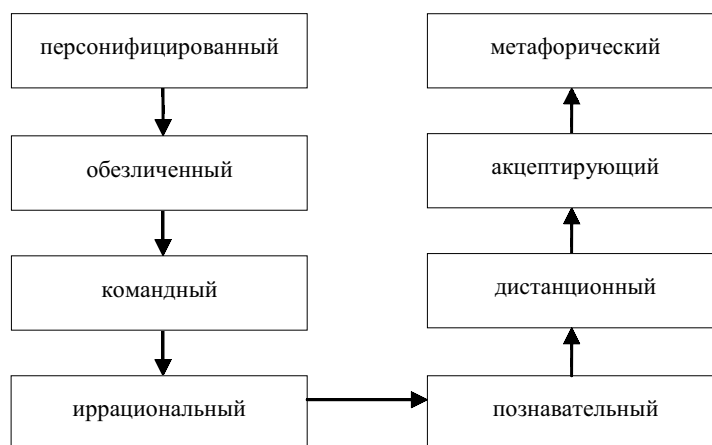 персонифицированный
обезличенный
командный
иррациональный
познавательный
дистанционный
акцептирующий
метафорический